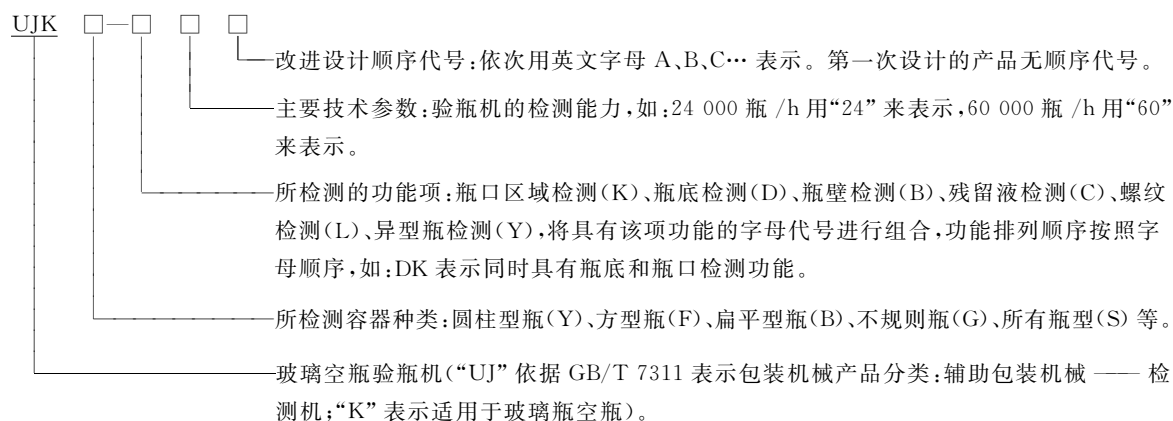 UJK □—□ □ □
改进设计顺序代号:依次用英文字母 A、B、C… 表示。第一次设计的产品无顺序代号。
主要技术参数:验瓶机的检测能力,如:24 000 瓶 /h 用“24” 来表示,60 000 瓶 /h 用“60”
来表示。
所检测的功能项:瓶口区域检测(K)、瓶底检测(D)、瓶壁检测(B)、残留液检测(C)、螺纹
检测(L)、异型瓶检测(Y),将具有该项功能的字母代号进行组合,功能排列顺序按照字
母顺序,如:DK 表示同时具有瓶底和瓶口检测功能。
所检测容器种类:圆柱型瓶(Y)、方型瓶(F)、扁平型瓶(B)、不规则瓶(G)、所有瓶型(S) 等。
玻璃空瓶验瓶机(“UJ” 依据 GB/T 7311 表示包装机械产品分类:辅助包装机械 —— 检
测机;“K” 表示适用于玻璃瓶空瓶)。